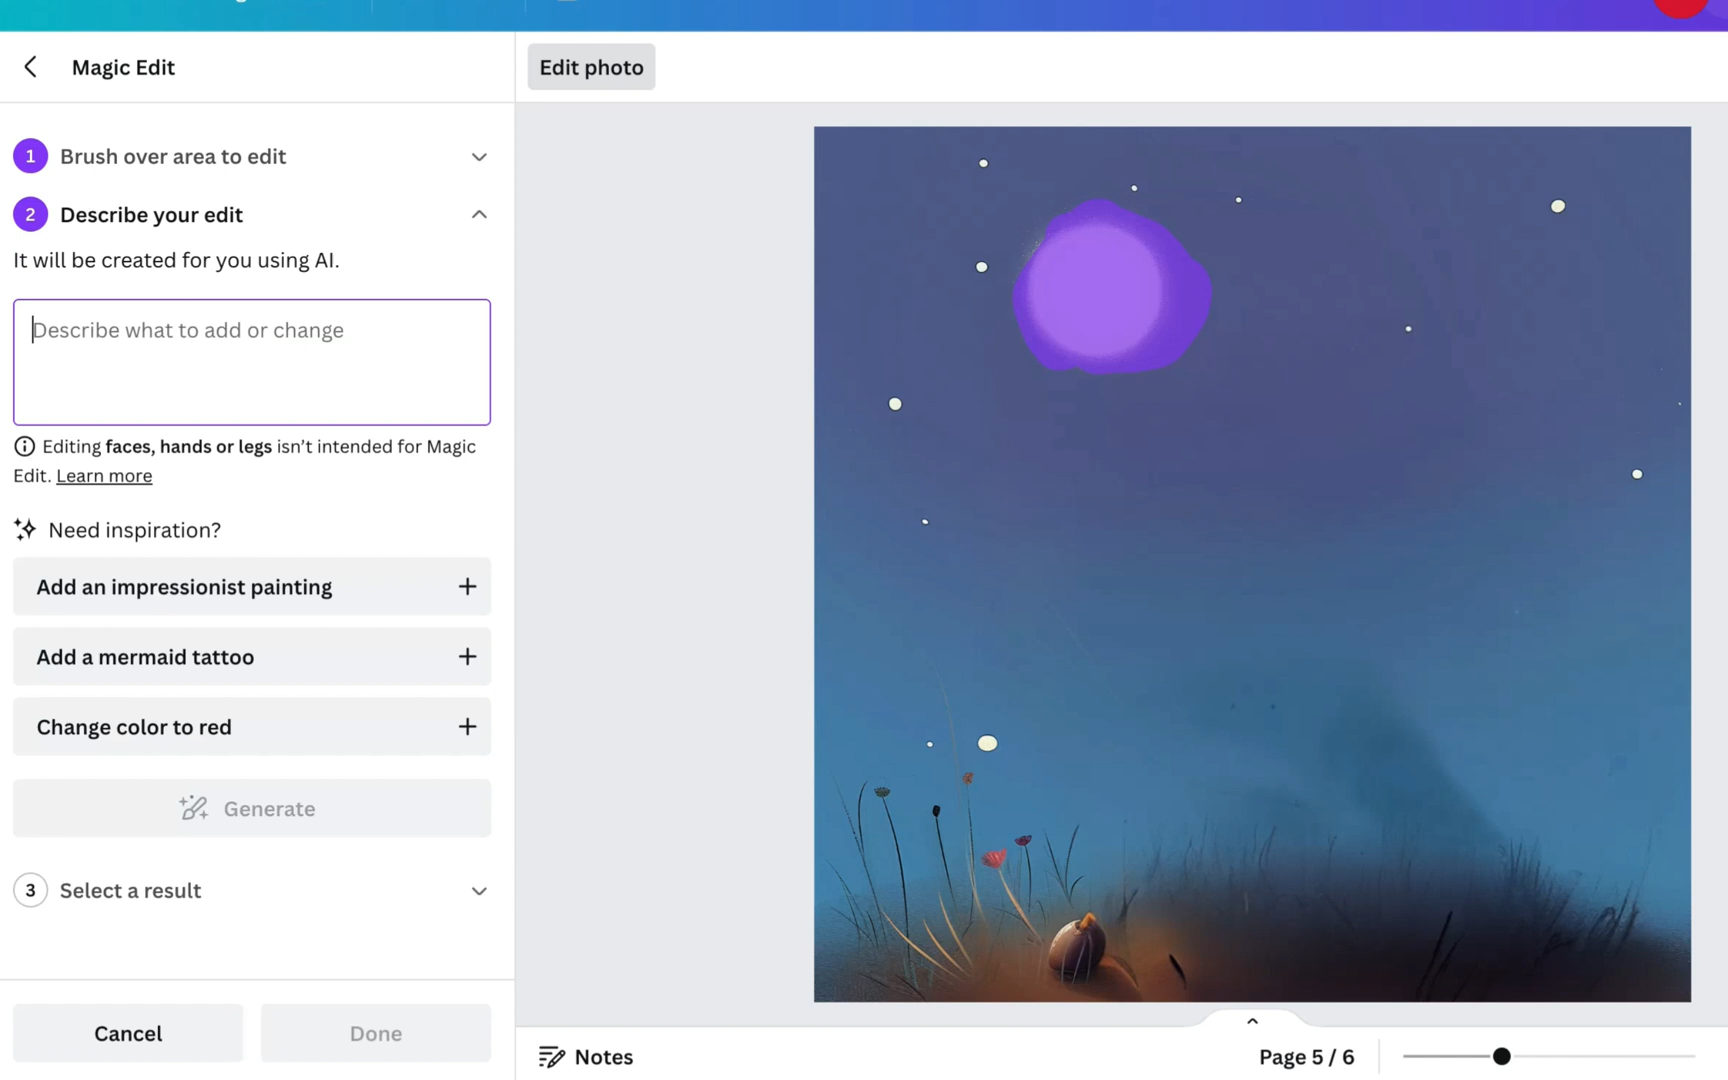 Magic Edit
Edit photo
1 Brush over area to edit
2 Describe your edit
It will be created for you using AI.
Describe what to add or change
Editing faces, hands or legs isn’t intended for Magic
Edit. Learn more
Need inspiration?
Add an impressionist painting
Add a mermaid tattoo
Change color to red
Generate
3 Select a result
Cancel
Done
Notes
Page 5 / 6